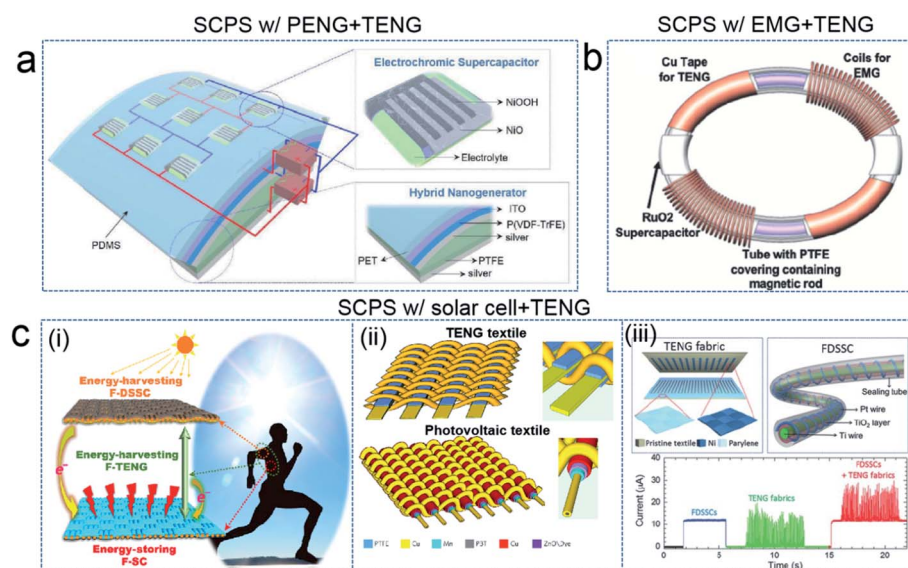 SCPS w/ PENG+TENG
SCPS w/ EMG+TENG
a
Electrochromic Supercapacitor
NiOOH
NiO
Electrolyte
Hybrid Nanogenerator
ITO
P(VDF-TrFE)
silver
PTFE
silver
PET
PDMS
b
Cu Tape
for TENG
Coils for
EMG
RuO2
Supercapacitor
Tube with PTFE
covering containing
magnetic rod
SCPS w/ solar cell+TENG
c
(i)
Energy-harvesting
F-DSSC
Energy-harvesting
F-TENG
e⁻
e⁻
Energy-storing
F-SC
(ii)
TENG textile
Photovoltaic textile
PTFE
Cu
Mn
PBT
Cu
ZnO/Dye
(iii)
TENG fabric
Pristine textile
Ni
Parylene
FDSSC
Sealing tube
Pt wire
TiO₂ layer
Ti wire
Current (μA)
40
30
20
10
0
FDSSCs
TENG fabrics
FDSSCs
+ TENG fabrics
0 5 10 15 20
Time (s)